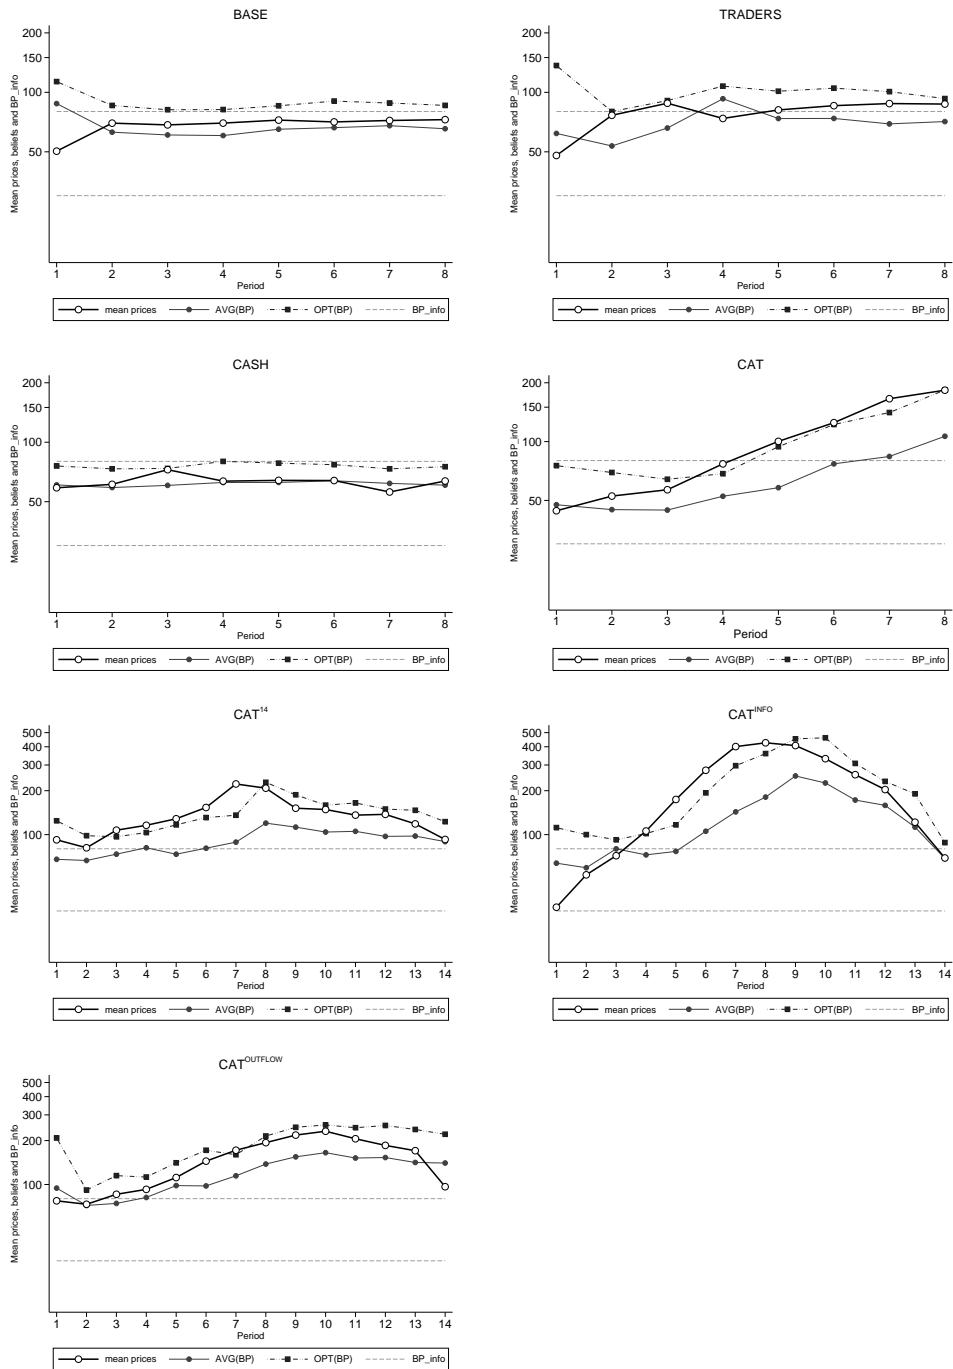 BASE
Mean prices, beliefs and BP_info
200
150
100
50
1 2 3 4 5 6 7 8
Period
mean prices AVG(BP) OPT(BP) BP_info
TRADERS
Mean prices, beliefs and BP_info
200
150
100
50
1 2 3 4 5 6 7 8
Period
mean prices AVG(BP) OPT(BP) BP_info
CASH
Mean prices, beliefs and BP_info
200
150
100
50
1 2 3 4 5 6 7 8
Period
mean prices AVG(BP) OPT(BP) BP_info
CAT
Mean prices, beliefs and BP_info
200
150
100
50
1 2 3 4 5 6 7 8
Period
mean prices AVG(BP) OPT(BP) BP_info
CAT14
Mean prices, beliefs and BP_info
500
400
300
200
100
1 2 3 4 5 6 7 8 9 10 11 12 13 14
Period
mean prices AVG(BP) OPT(BP) BP_info
CATINFO
Mean prices, beliefs and BP_info
500
400
300
200
100
1 2 3 4 5 6 7 8 9 10 11 12 13 14
Period
mean prices AVG(BP) OPT(BP) BP_info
CATOUTFLOW
Mean prices, beliefs and BP_info
500
400
300
200
100
1 2 3 4 5 6 7 8 9 10 11 12 13 14
Period
mean prices AVG(BP) OPT(BP) BP_info